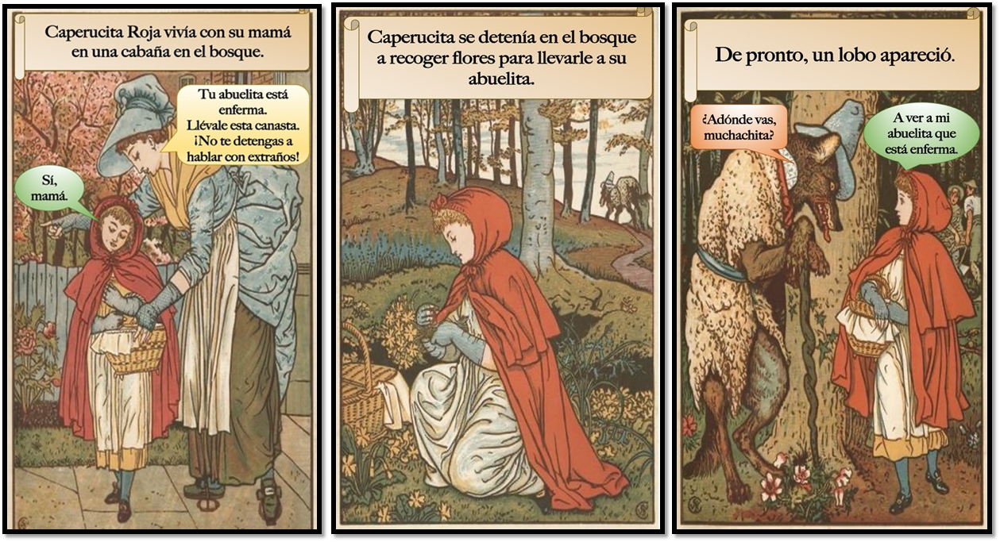 Caperucita Roja vivía con su mamá
en una cabaña en el bosque.
Tu abuelita está
enferma.
Llévale esta canasta.
¡No te detengas a
hablar con extraños!
Sí,
mamá.
Caperucita se detenía en el bosque
a recoger flores para llevarle a su
abuelita.
De pronto, un lobo apareció.
¿Adónde vas,
muchachita?
A ver a mi
abuelita que
está enferma.